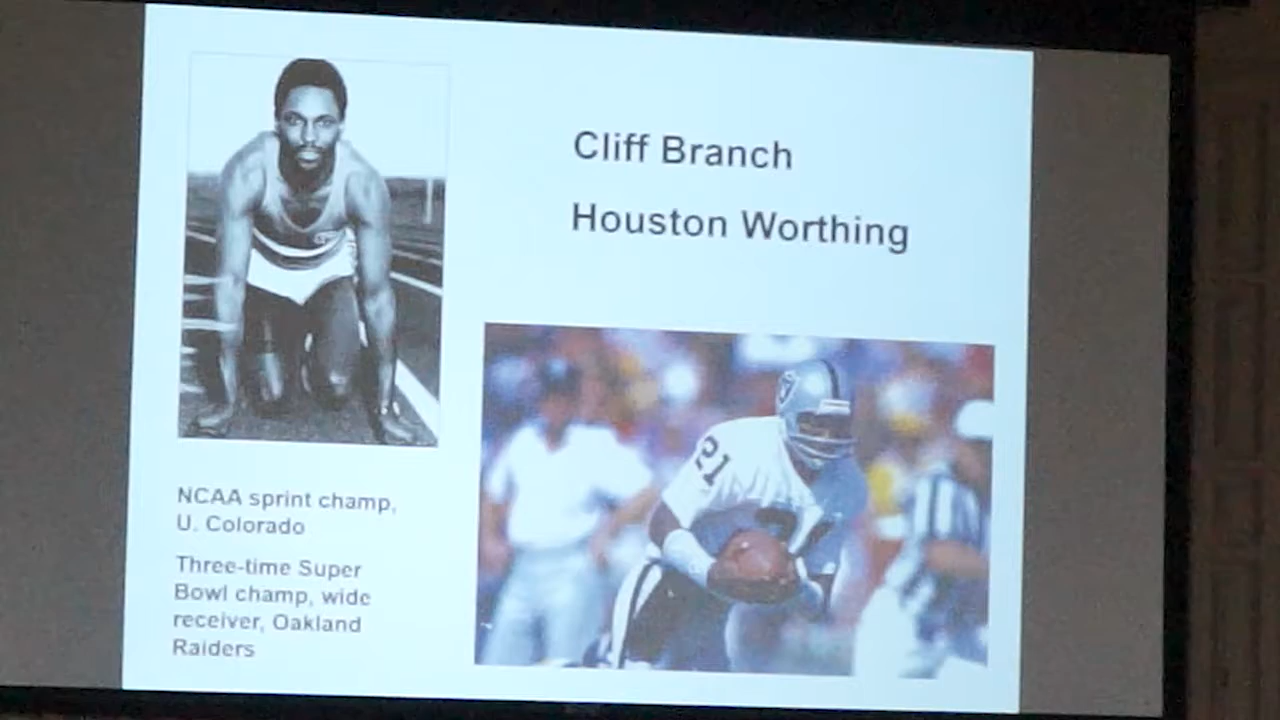 Cliff Branch
Houston Worthing
21
NCAA sprint champ,
U. Colorado
Three-time Super
Bowl champ, wide
receiver, Oakland
Raiders